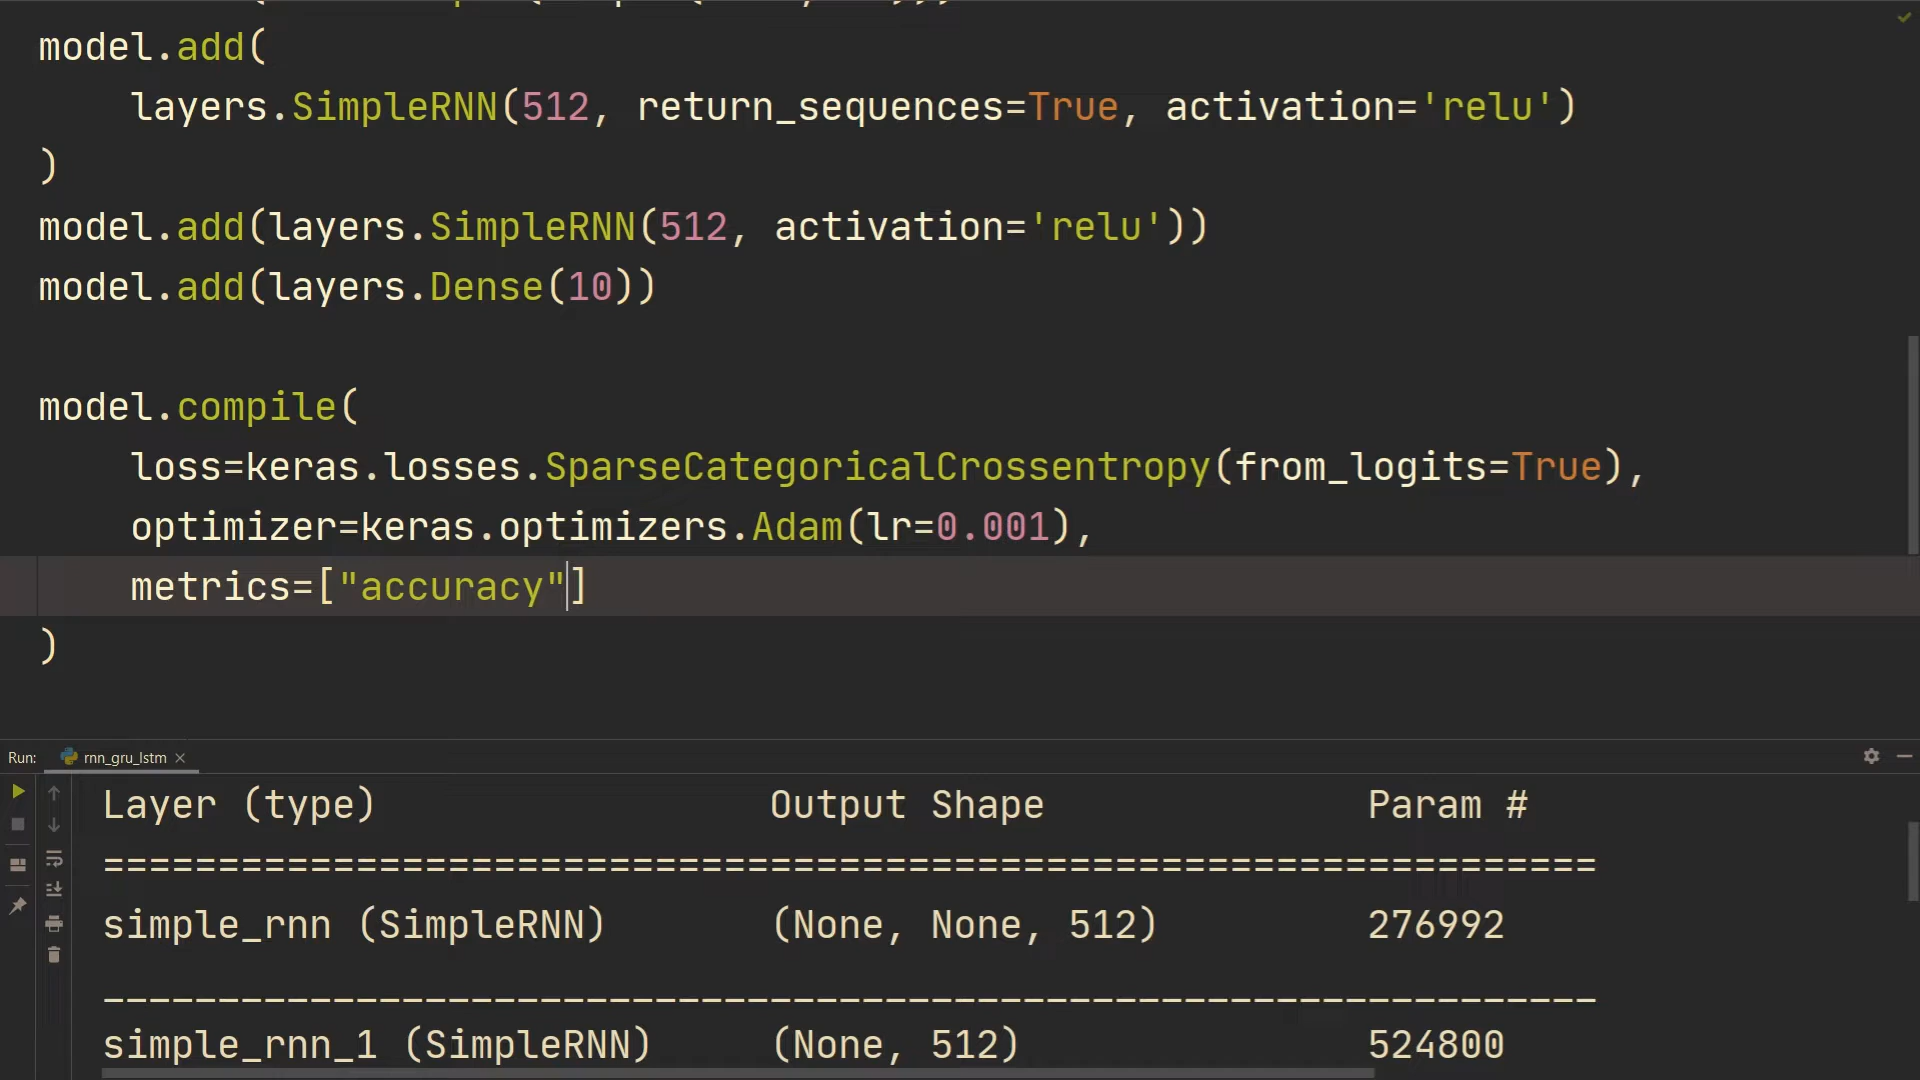 model.add(
    layers.SimpleRNN(512, return_sequences=True, activation='relu')
)
model.add(layers.SimpleRNN(512, activation='relu'))
model.add(layers.Dense(10))
model.compile(
    loss=keras.losses.SparseCategoricalCrossentropy(from_logits=True),
    optimizer=keras.optimizers.Adam(lr=0.001),
    metrics=["accuracy"]
)
Run: rnn_gru_lstm
Layer (type) Output Shape Param #
=================================================================
simple_rnn (SimpleRNN) (None, None, 512) 276992
_________________________________________________________________
simple_rnn_1 (SimpleRNN) (None, 512) 524800